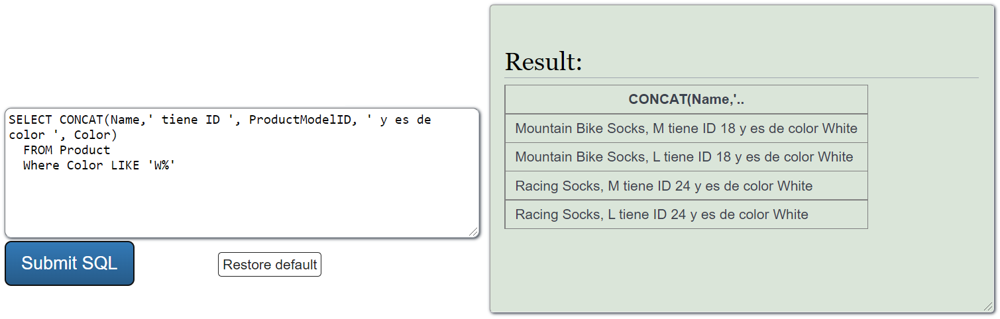 SELECT CONCAT(Name,' tiene ID ', ProductModelID, ' y es de
color ', Color)
  FROM Product
  Where Color LIKE 'W%'
Submit SQL
Restore default
Result:
CONCAT(Name,'..
Mountain Bike Socks, M tiene ID 18 y es de color White
Mountain Bike Socks, L tiene ID 18 y es de color White
Racing Socks, M tiene ID 24 y es de color White
Racing Socks, L tiene ID 24 y es de color White